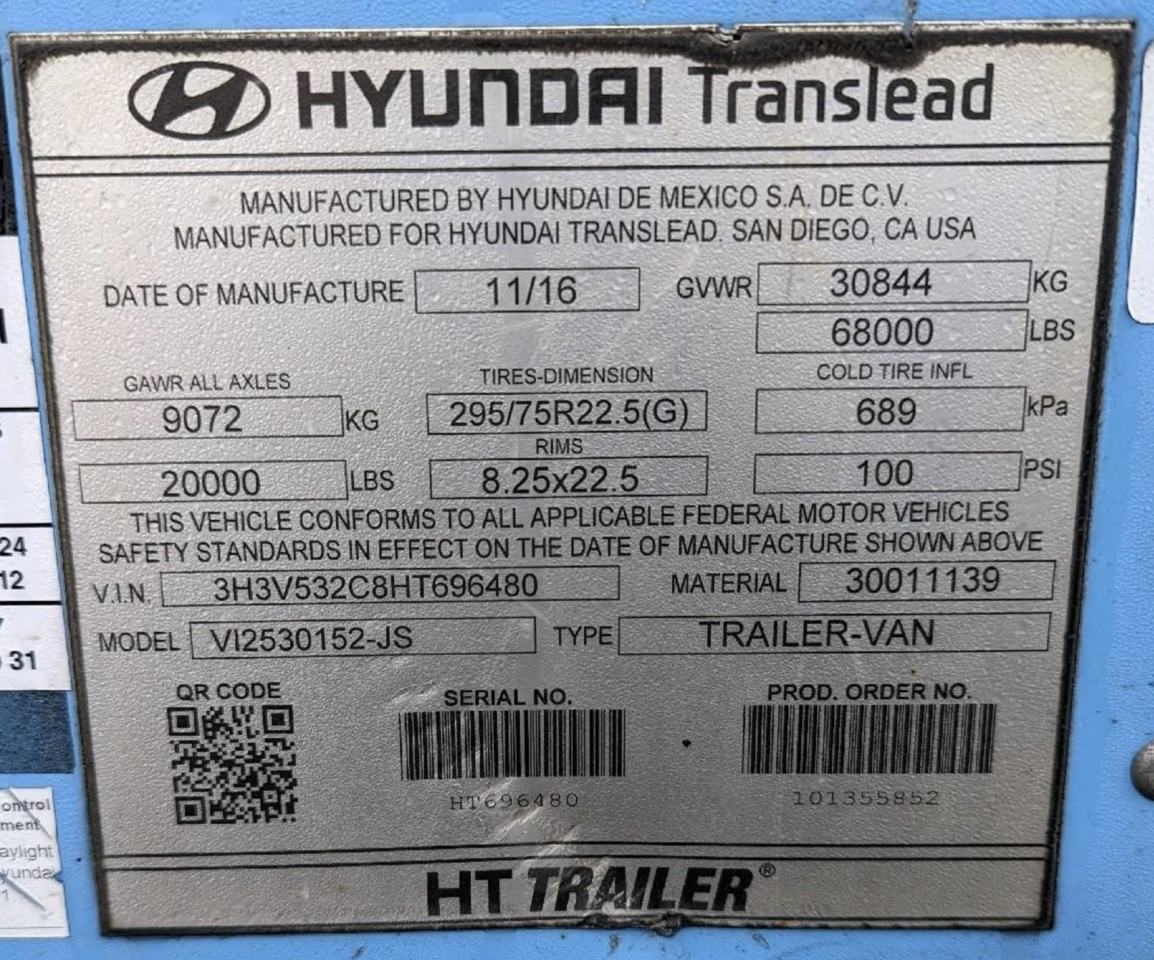 HYUNDAI Translead
MANUFACTURED BY HYUNDAI DE MEXICO S.A. DE C.V.
MANUFACTURED FOR HYUNDAI TRANSLEAD. SAN DIEGO, CA USA
DATE OF MANUFACTURE 11/16 GVWR 30844 KG
68000 LBS
GAWR ALL AXLES TIRES-DIMENSION COLD TIRE INFL
9072 KG 295/75R22.5(G) 689 kPa
RIMS
20000 LBS 8.25x22.5 100 PSI
THIS VEHICLE CONFORMS TO ALL APPLICABLE FEDERAL MOTOR VEHICLES
SAFETY STANDARDS IN EFFECT ON THE DATE OF MANUFACTURE SHOWN ABOVE
V.I.N. 3H3V532C8HT696480 MATERIAL 30011139
MODEL VI2530152-JS TYPE TRAILER-VAN
QR CODE SERIAL NO. PROD. ORDER NO.
HT696480 101355852
HT TRAILER®
24
12
31